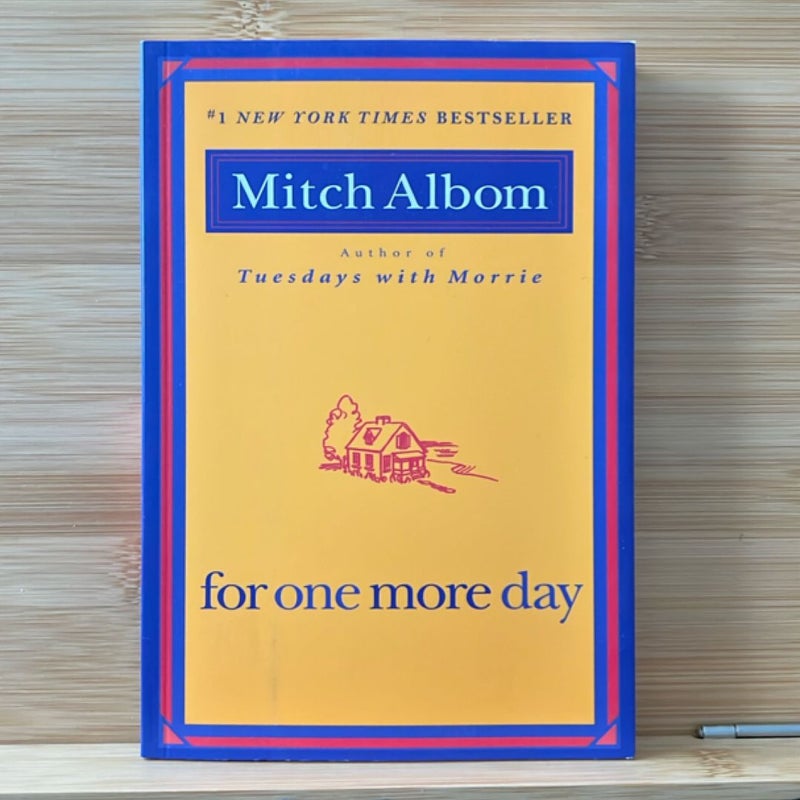 #1 NEW YORK TIMES BESTSELLER
Mitch Albom
Author of
Tuesdays with Morrie
for one more day